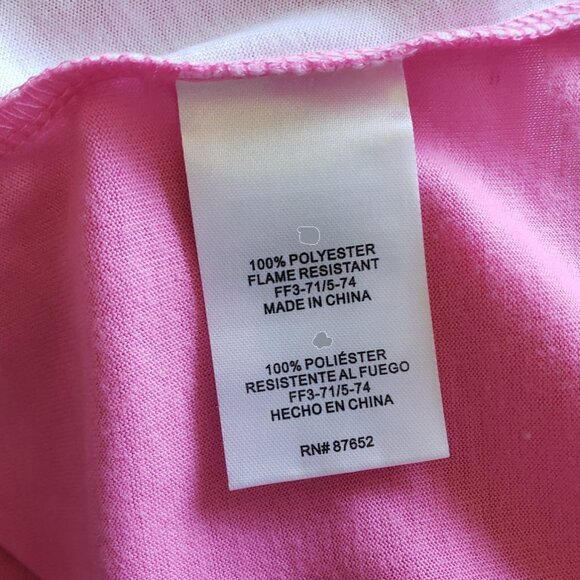 100% POLYESTER
FLAME RESISTANT
FF3-71/5-74
MADE IN CHINA
100% POLIÉSTER
RESISTENTE AL FUEGO
FF3-71/5-74
HECHO EN CHINA
RN# 87652